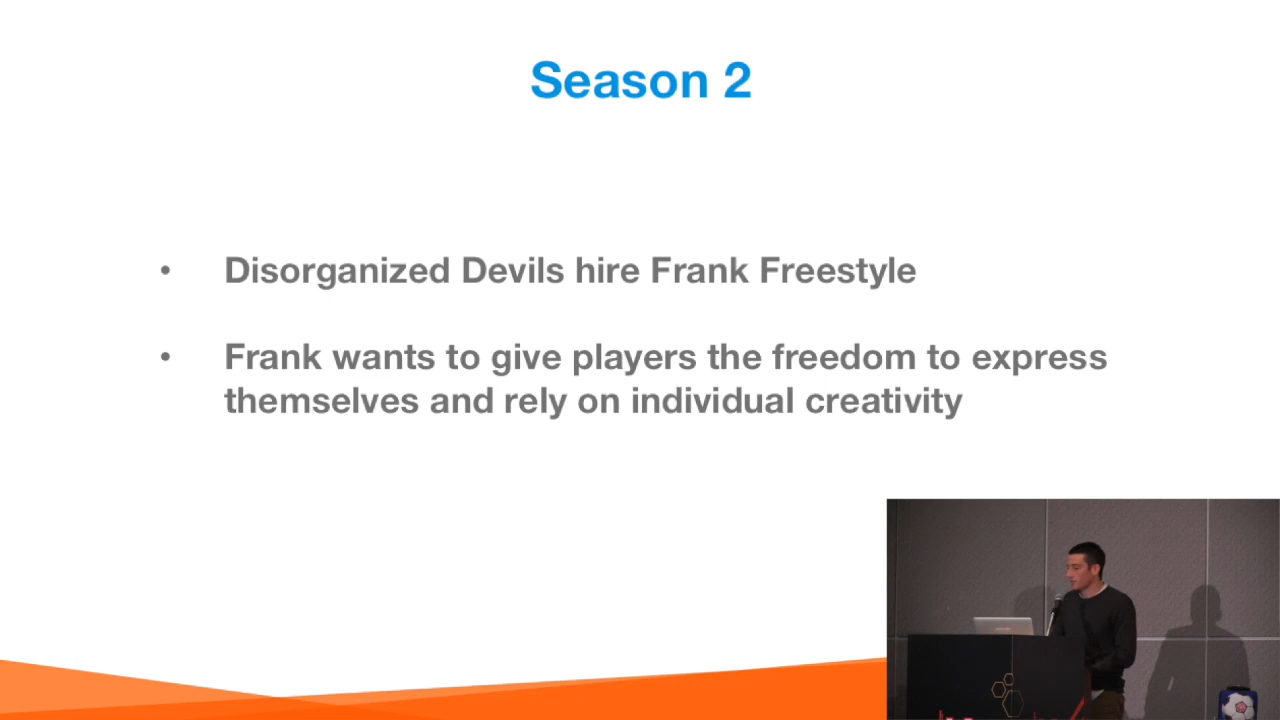 Season 2
• Disorganized Devils hire Frank Freestyle
• Frank wants to give players the freedom to express
themselves and rely on individual creativity